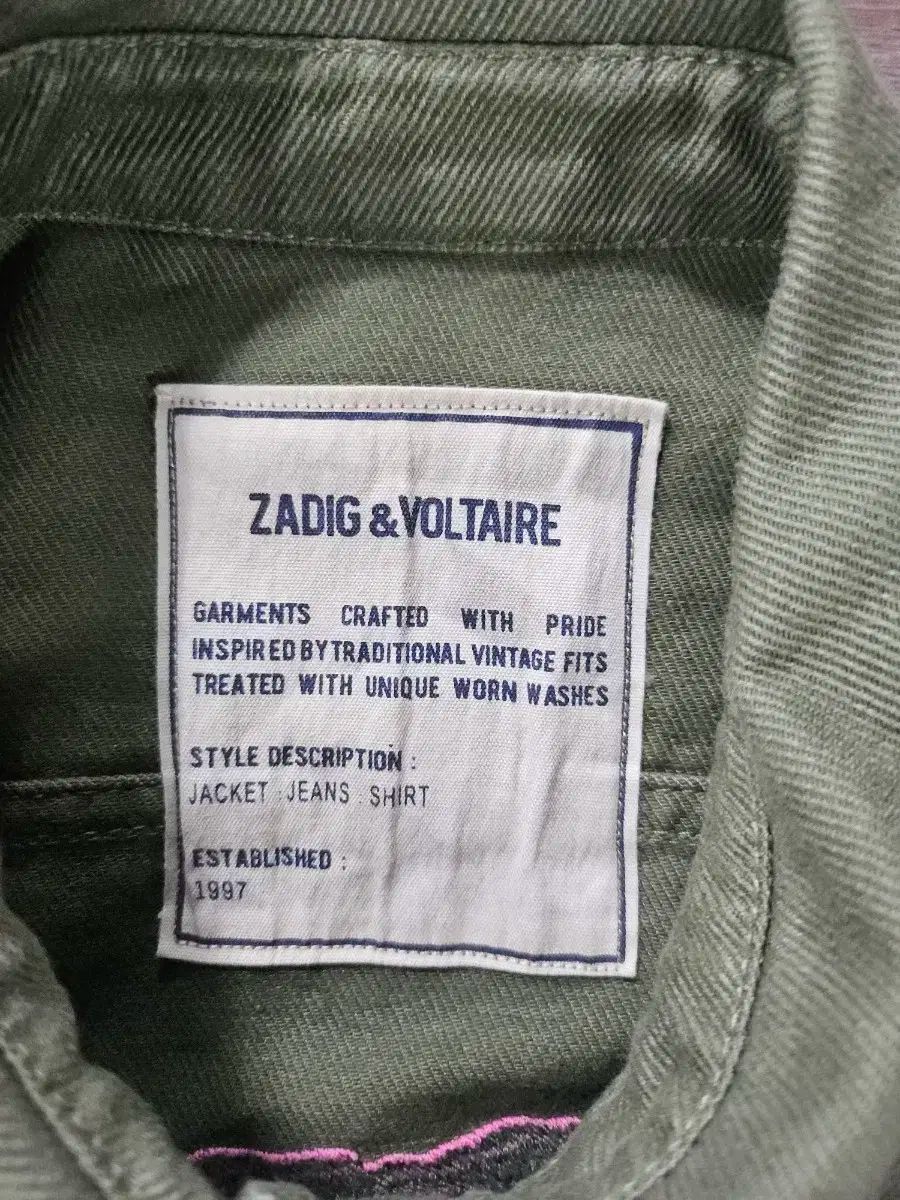 ZADIG & VOLTAIRE
GARMENTS CRAFTED WITH PRIDE
INSPIRED BY TRADITIONAL VINTAGE FITS
TREATED WITH UNIQUE WORN WASHES
STYLE DESCRIPTION :
JACKET . JEANS . SHIRT
ESTABLISHED :
1997